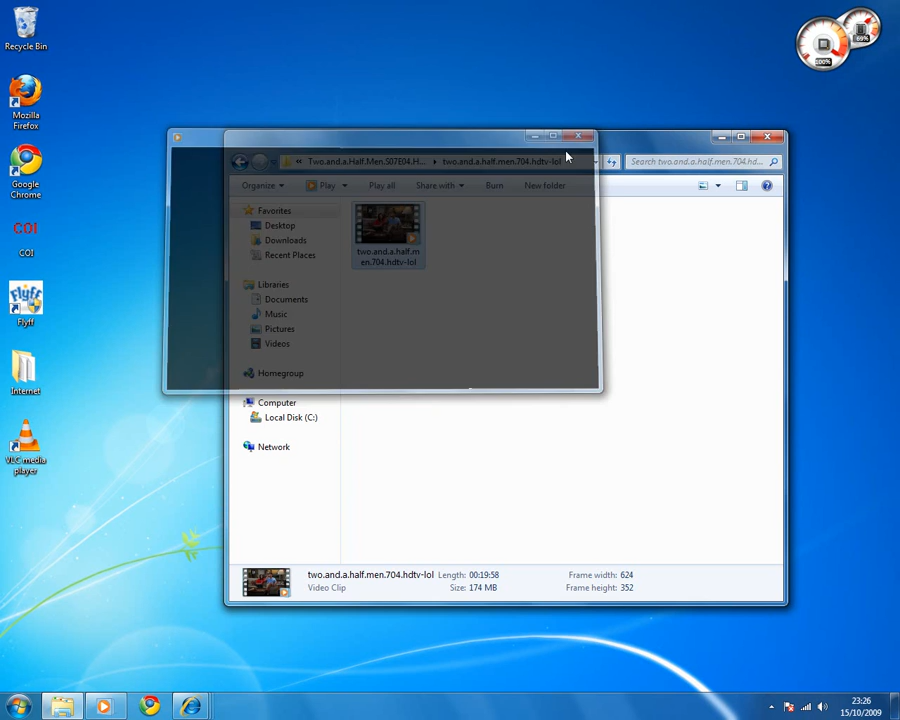 Recycle Bin
Mozilla
Firefox
Google
Chrome
COI
COI
Flyff
Flyff
Internet
VLC media
player
100%
69%
« Two.and.a.Half.Men.S07E04.H... ▸ two.and.a.half.men.704.hdtv-lol
Search two.and.a.half.men.704.hd...
Organize Play Play all Share with Burn New folder
Favorites
Desktop
Downloads
Recent Places
Libraries
Documents
Music
Pictures
Videos
Homegroup
Computer
Local Disk (C:)
Network
two.and.a.half.m
en.704.hdtv-lol
two.and.a.half.men.704.hdtv-lol Length: 00:19:58 Frame width: 624
Video Clip Size: 174 MB Frame height: 352
23:26
15/10/2009